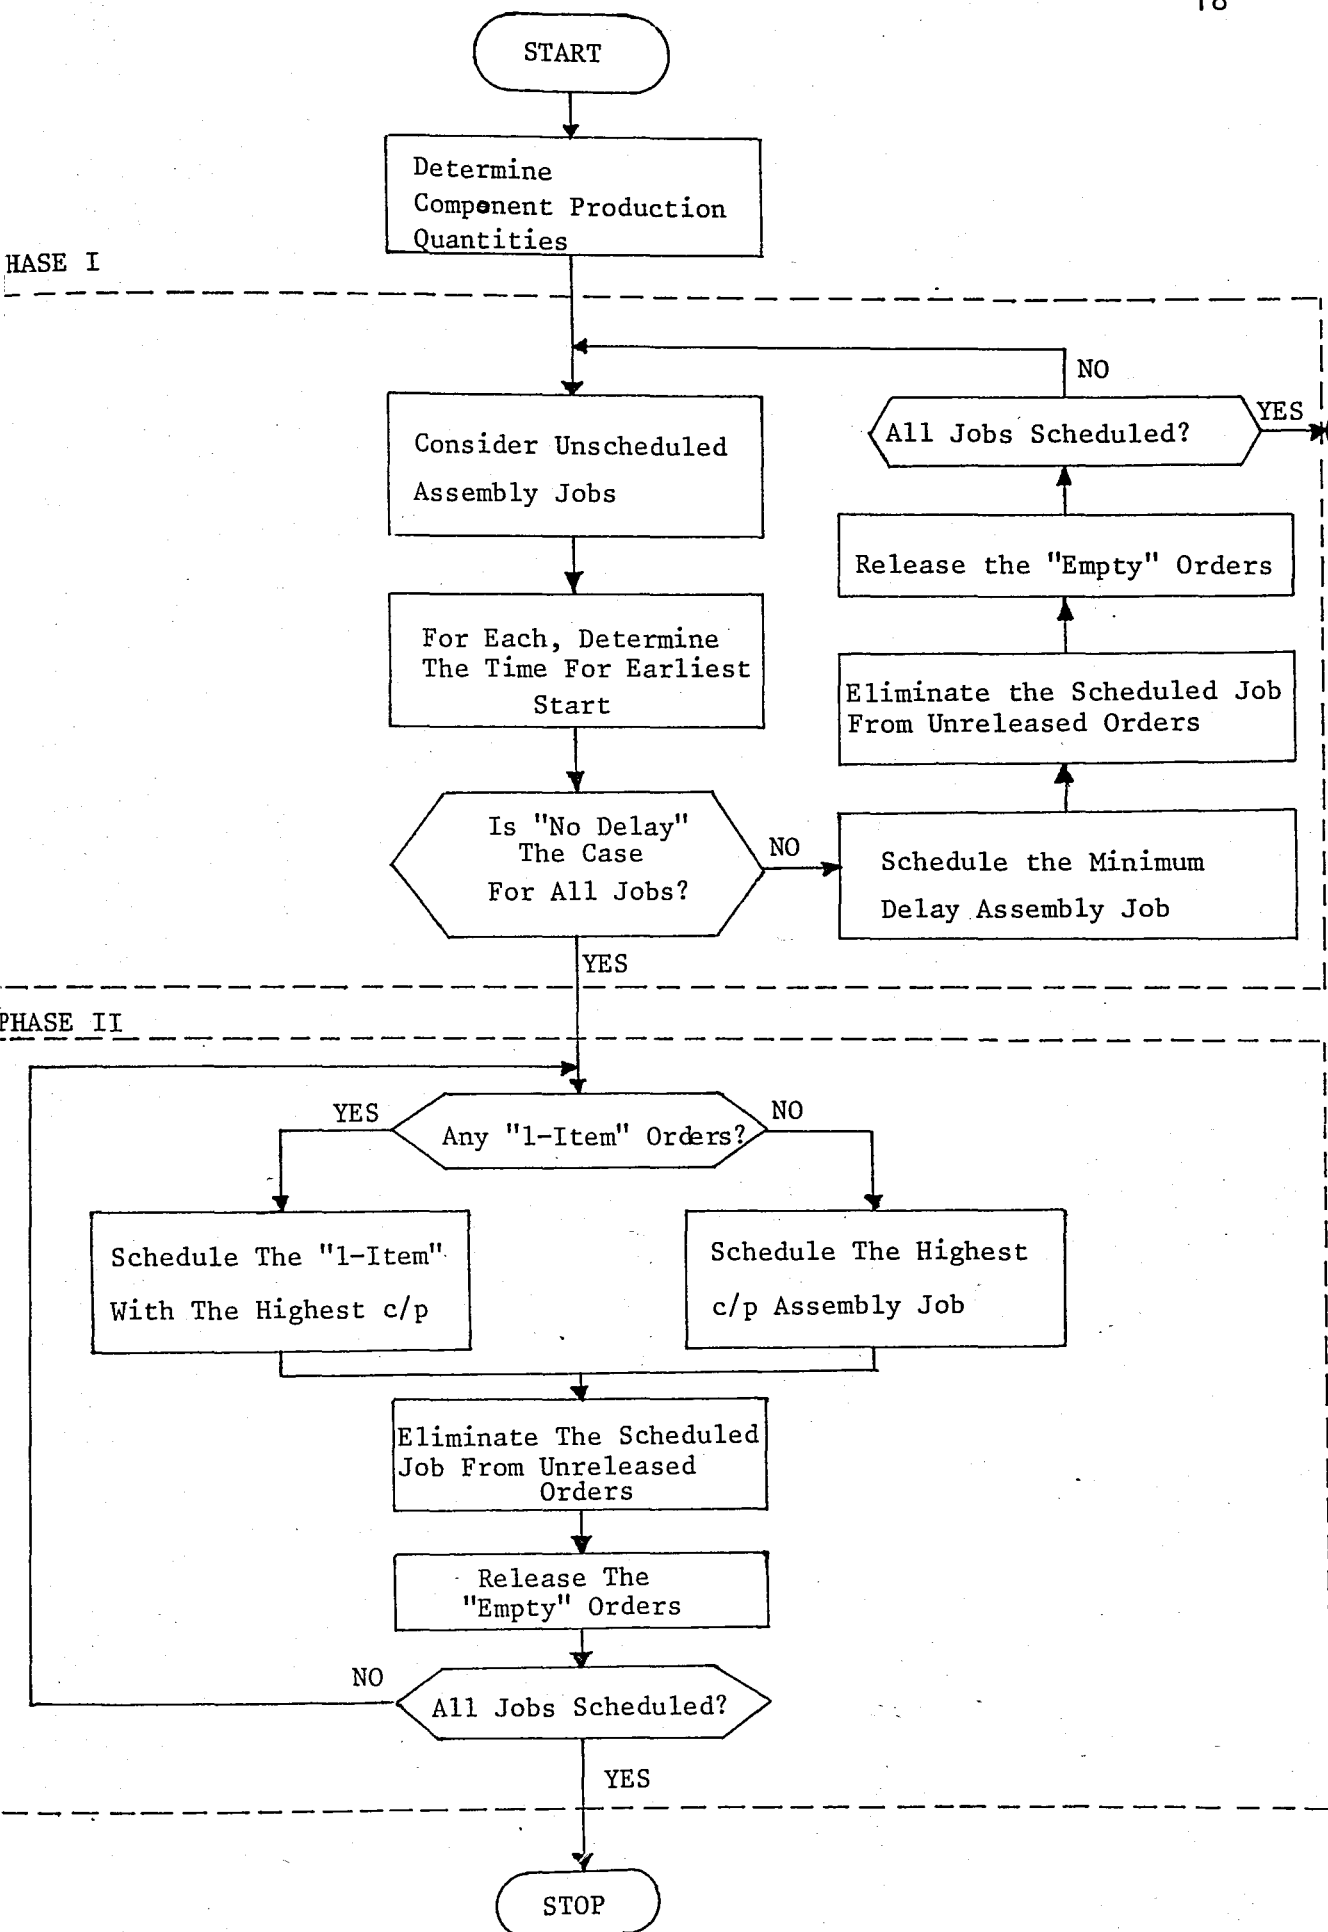 18
START
Determine
Component Production
Quantities
HASE I
NO
All Jobs Scheduled?
YES
Consider Unscheduled
Assembly Jobs
Release the "Empty" Orders
For Each, Determine
The Time For Earliest
Start
Eliminate the Scheduled Job
From Unreleased Orders
Is "No Delay"
The Case
For All Jobs?
NO
Schedule the Minimum
Delay Assembly Job
YES
PHASE II
YES
Any "1-Item" Orders?
NO
Schedule The "1-Item"
With The Highest c/p
Schedule The Highest
c/p Assembly Job
Eliminate The Scheduled
Job From Unreleased
Orders
Release The
"Empty" Orders
NO
All Jobs Scheduled?
YES
STOP